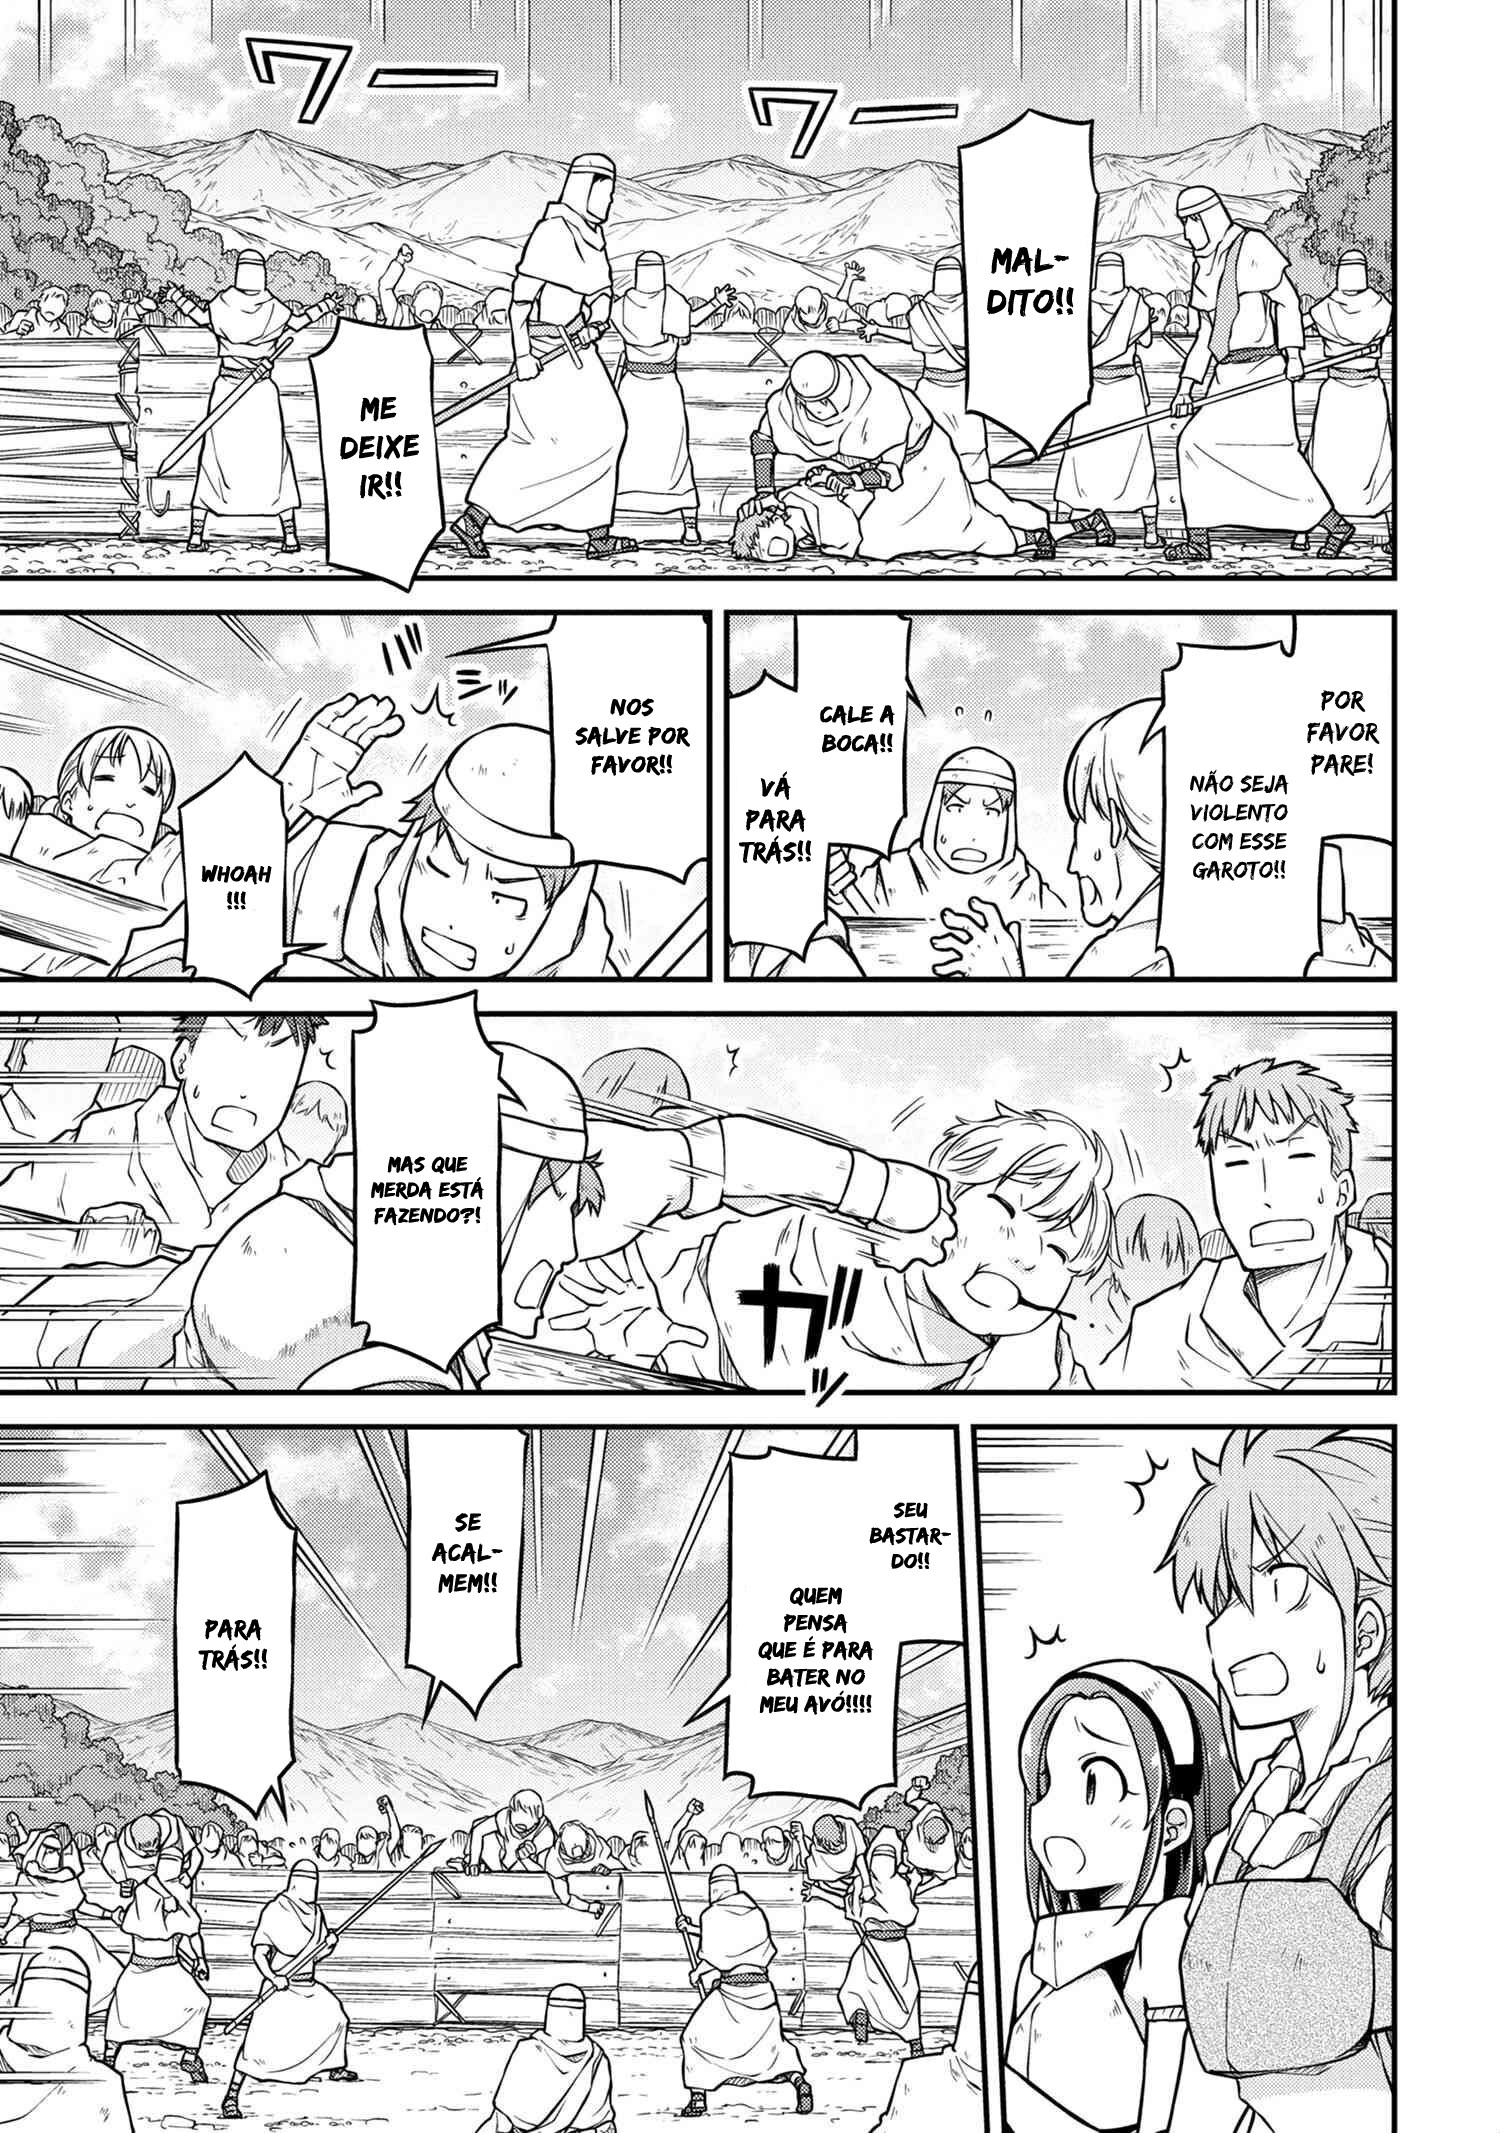 ワー
ワー
MAL-
DITO!!
ME
DEIXE
IR!!
POR
FAVOR
PARE!
NÃO SEJA
VIOLENTO
COM ESSE
GAROTO!!
CALE A
BOCA!!
VÁ
PARA
TRÁS!!
NOS
SALVE POR
FAVOR!!
WHOAH
!!!
MAS QUE
MERDA ESTÁ
FAZENDO?!
ガッ
SEU
BASTAR-
DO!!
QUEM
PENSA
QUE É PARA
BATER NO
MEU AVÓ!!!!
SE
ACAL-
MEM!!
PARA
TRÁS!!